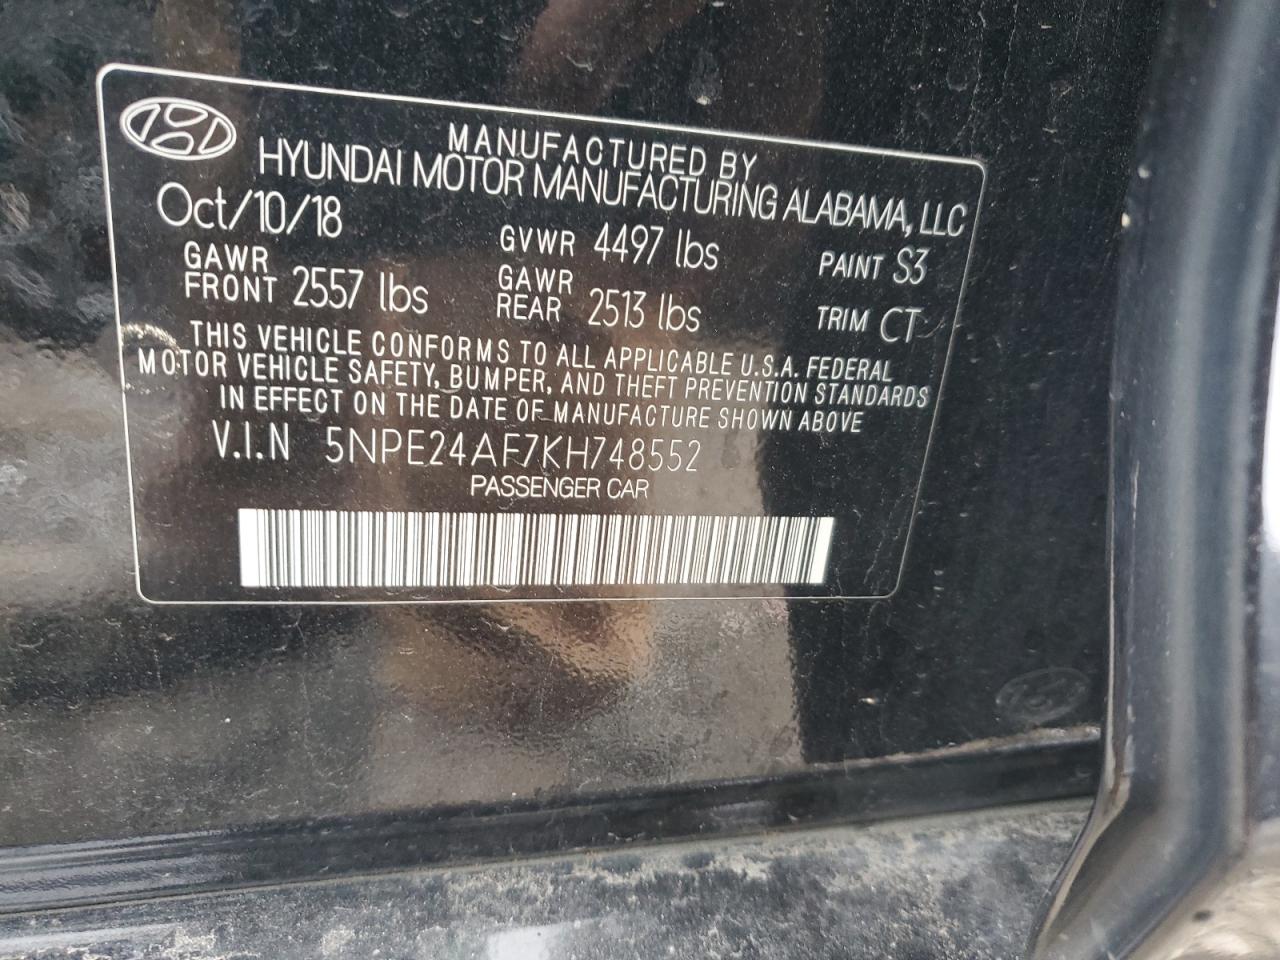 MANUFACTURED BY
HYUNDAI MOTOR MANUFACTURING ALABAMA, LLC
Oct/10/18 GVWR 4497 lbs PAINT S3
GAWR FRONT 2557 lbs GAWR REAR 2513 lbs TRIM CT
THIS VEHICLE CONFORMS TO ALL APPLICABLE U.S.A. FEDERAL
MOTOR VEHICLE SAFETY, BUMPER, AND THEFT PREVENTION STANDARDS
IN EFFECT ON THE DATE OF MANUFACTURE SHOWN ABOVE
V.I.N 5NPE24AF7KH748552
PASSENGER CAR